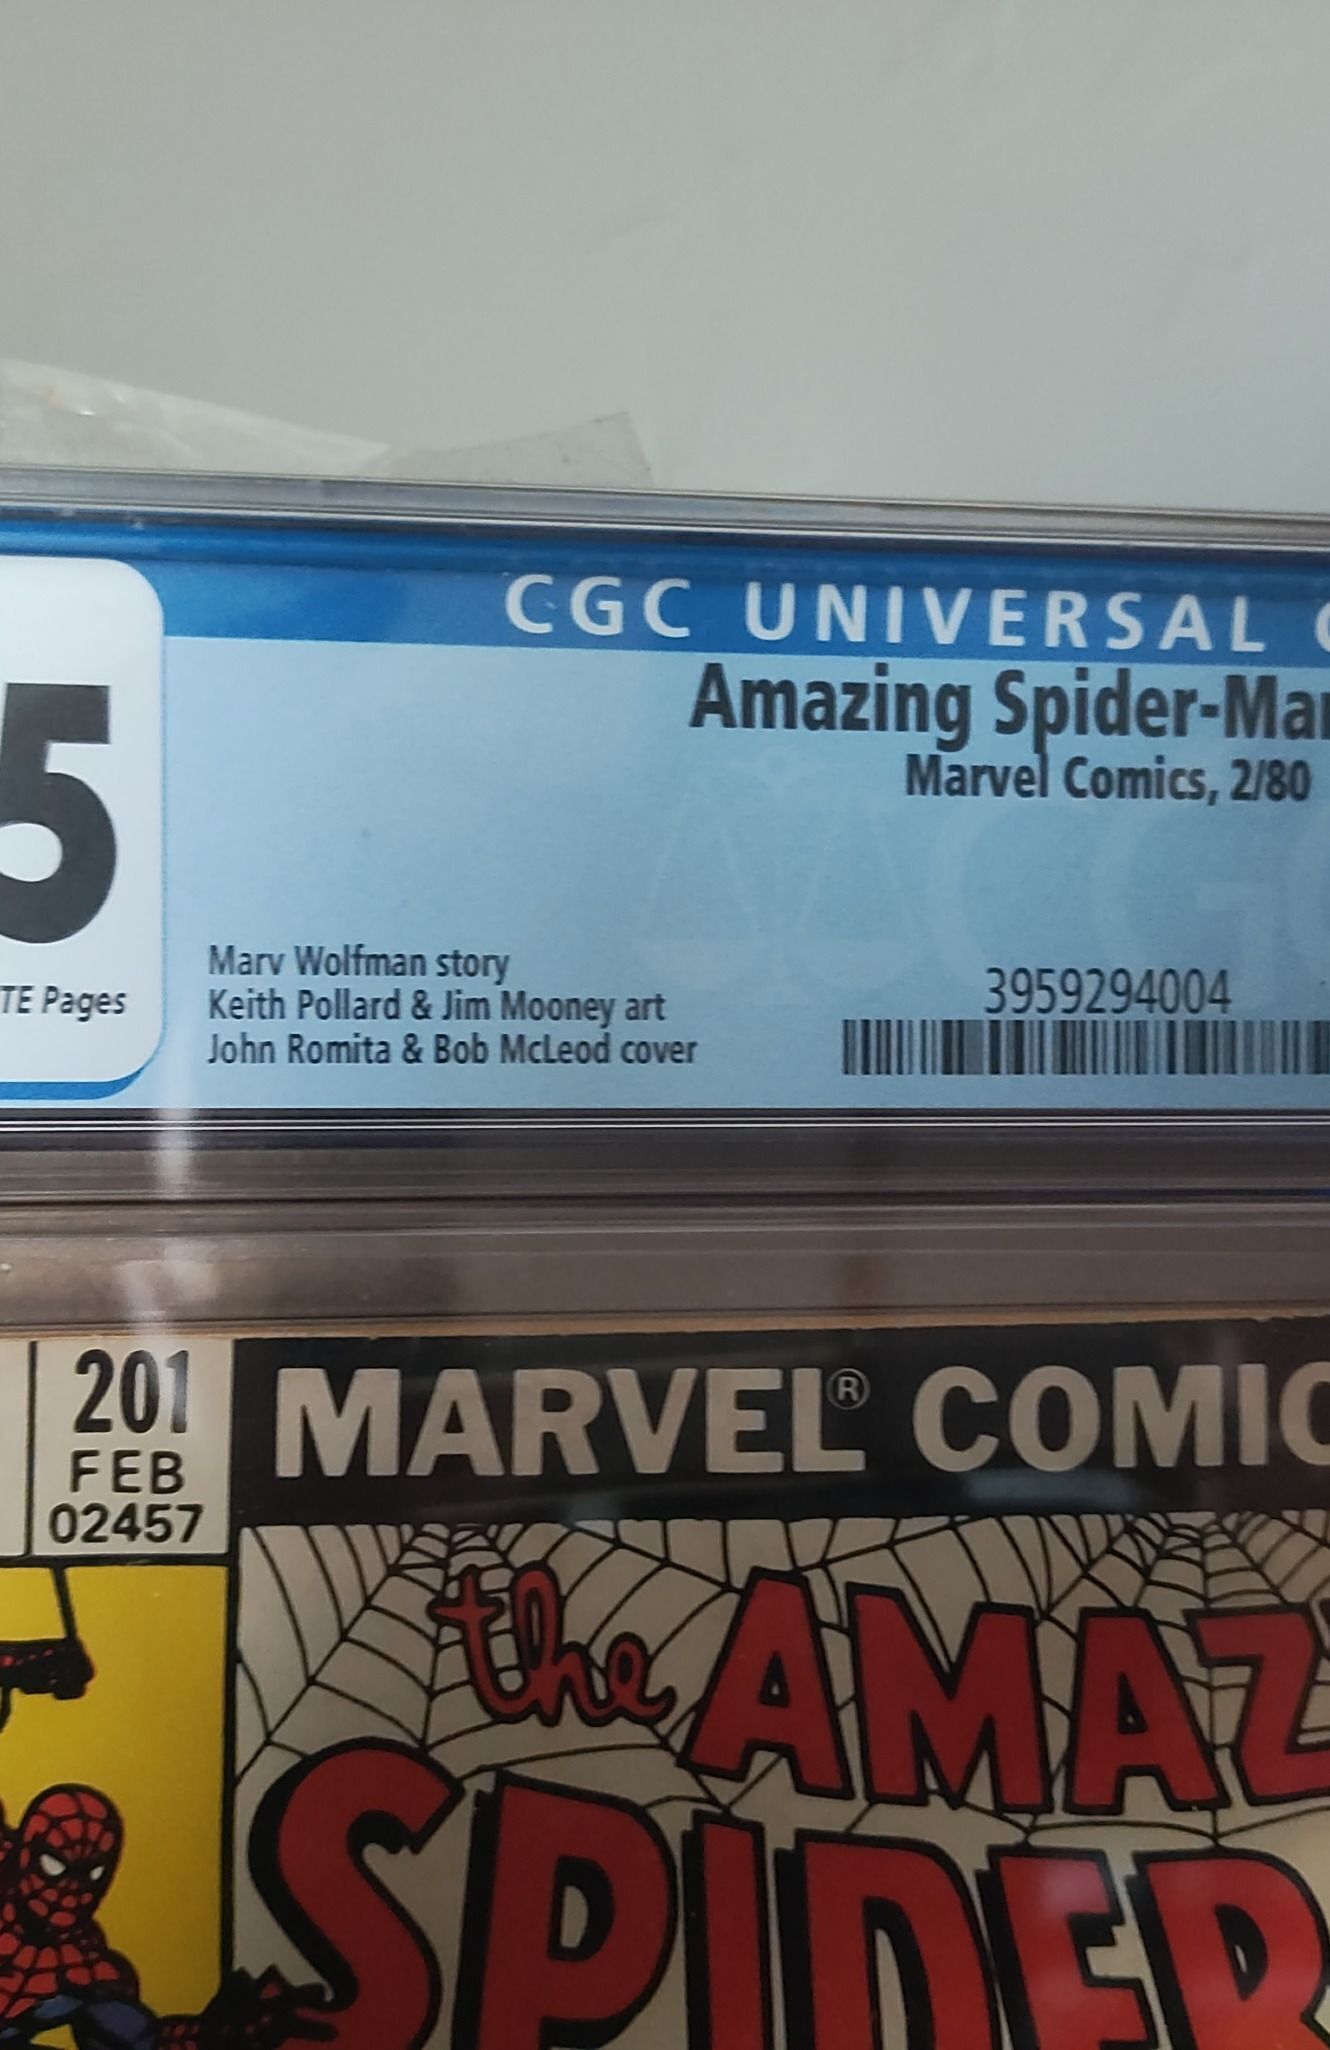 CGC UNIVERSAL
Amazing Spider-Man
Marvel Comics, 2/80
5
TE Pages
Marv Wolfman story
Keith Pollard & Jim Mooney art
John Romita & Bob McLeod cover
3959294004
201
FEB
02457
MARVEL® COMIC
the AMAZ
SPIDER